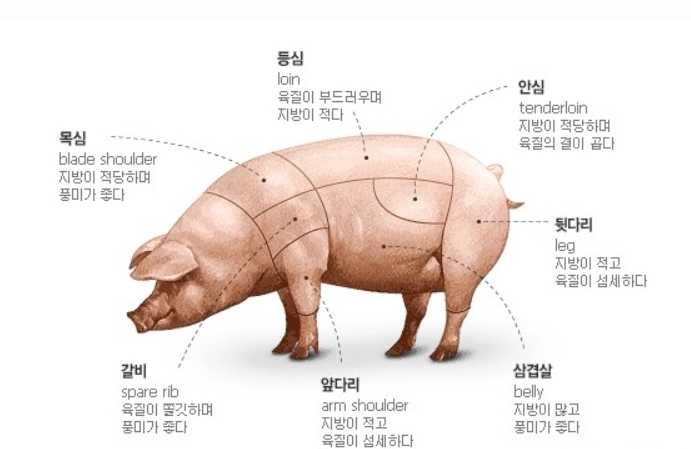 등심
loin
육질이 부드러우며
지방이 적다
안심
tenderloin
지방이 적당하며
육질의 결이 곱다
목심
blade shoulder
지방이 적당하며
풍미가 좋다
뒷다리
leg
지방이 적고
육질이 섬세하다
갈비
spare rib
육질이 쫄깃하며
풍미가 좋다
앞다리
arm shoulder
지방이 적고
육질이 섬세하다
삼겹살
belly
지방이 많고
풍미가 좋다